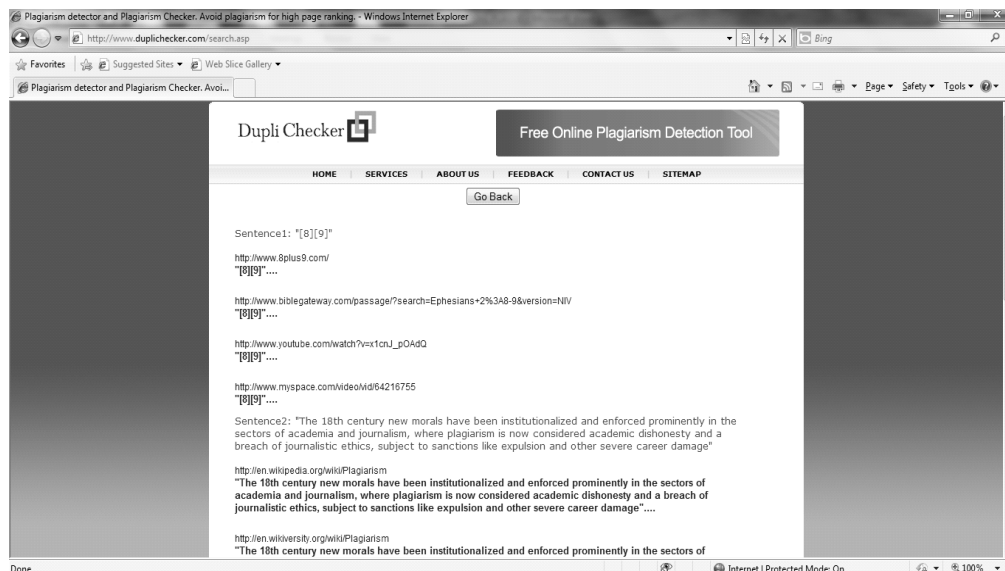 Plagiarism detector and Plagiarism Checker. Avoid plagiarism for high page ranking. - Windows Internet Explorer
http://www.duplichecker.com/search.asp
Bing
Favorites Suggested Sites Web Slice Gallery
Plagiarism detector and Plagiarism Checker. Avoi...
Page Safety Tools
Dupli Checker
Free Online Plagiarism Detection Tool
HOME SERVICES ABOUT US FEEDBACK CONTACT US SITEMAP
Go Back
Sentence1: "[8][9]"
http://www.8plus9.com/
"[8][9]"....
http://www.biblegateway.com/passage/?search=Ephesians+2%3A8-9&version=NIV
"[8][9]"....
http://www.youtube.com/watch?v=x1cnJ_pOAdQ
"[8][9]"....
http://www.myspace.com/video/vid/64216755
"[8][9]"....
Sentence2: "The 18th century new morals have been institutionalized and enforced prominently in the
sectors of academia and journalism, where plagiarism is now considered academic dishonesty and a
breach of journalistic ethics, subject to sanctions like expulsion and other severe career damage"
http://en.wikipedia.org/wiki/Plagiarism
"The 18th century new morals have been institutionalized and enforced prominently in the sectors of
academia and journalism, where plagiarism is now considered academic dishonesty and a breach of
journalistic ethics, subject to sanctions like expulsion and other severe career damage"....
http://en.wikiversity.org/wiki/Plagiarism
"The 18th century new morals have been institutionalized and enforced prominently in the sectors of
Done Internet | Protected Mode: On 100%